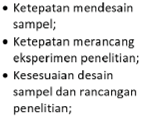 • Ketepatan mendesain
sampel;
• Ketepatan merancang
eksperimen penelitian;
• Kesesuaian desain
sampel dan rancangan
penelitian;